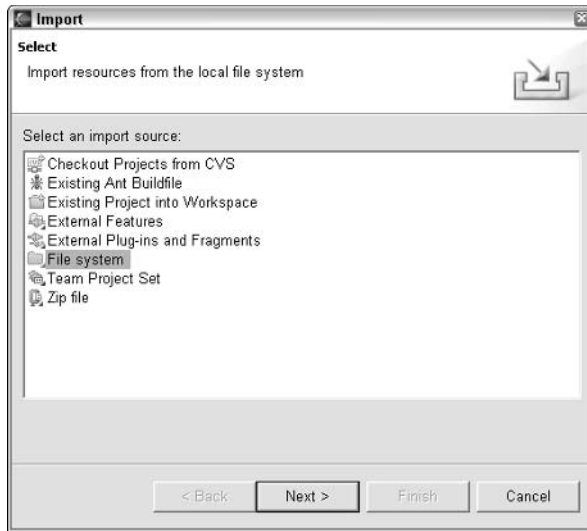 Import
Select
Import resources from the local file system
Select an import source:
Checkout Projects from CVS
Existing Ant Buildfile
Existing Project into Workspace
External Features
External Plug-ins and Fragments
File system
Team Project Set
Zip file
< Back Next > Finish Cancel